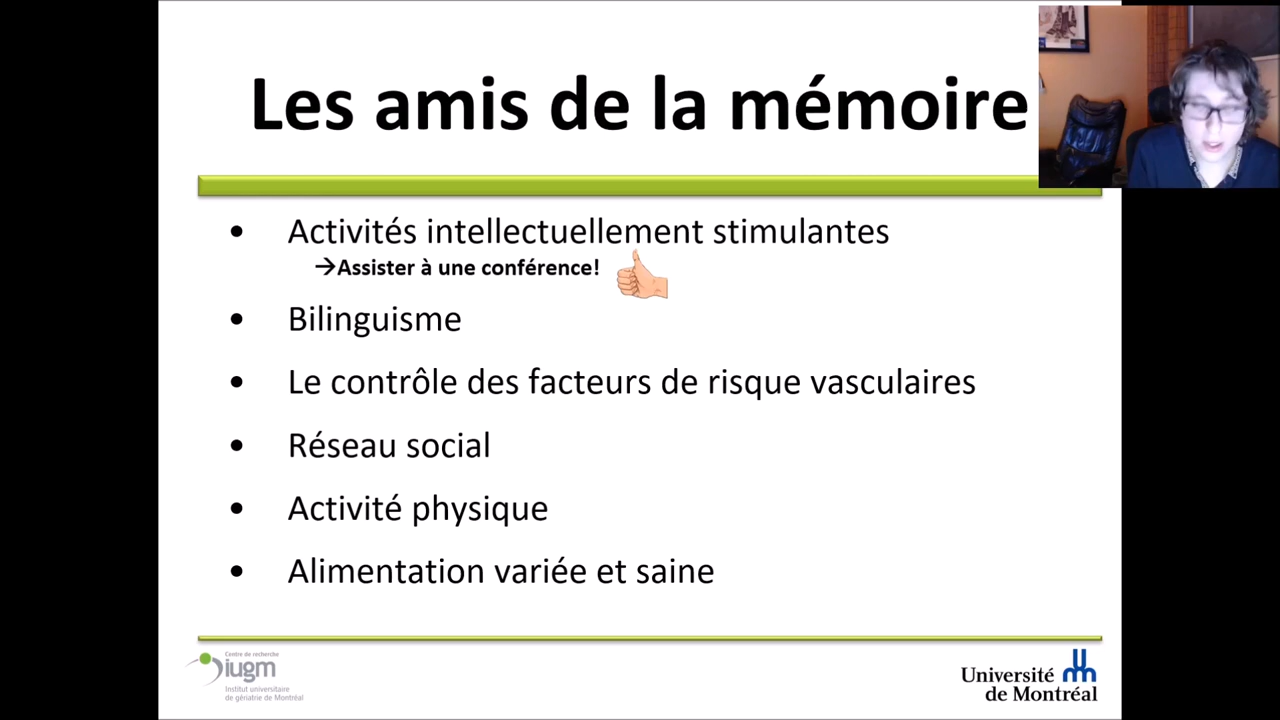 Les amis de la mémoire
• Activités intellectuellement stimulantes
→Assister à une conférence!
• Bilinguisme
• Le contrôle des facteurs de risque vasculaires
• Réseau social
• Activité physique
• Alimentation variée et saine
Centre de recherche
iugm
Institut universitaire
de gériatrie de Montréal
Université
de Montréal